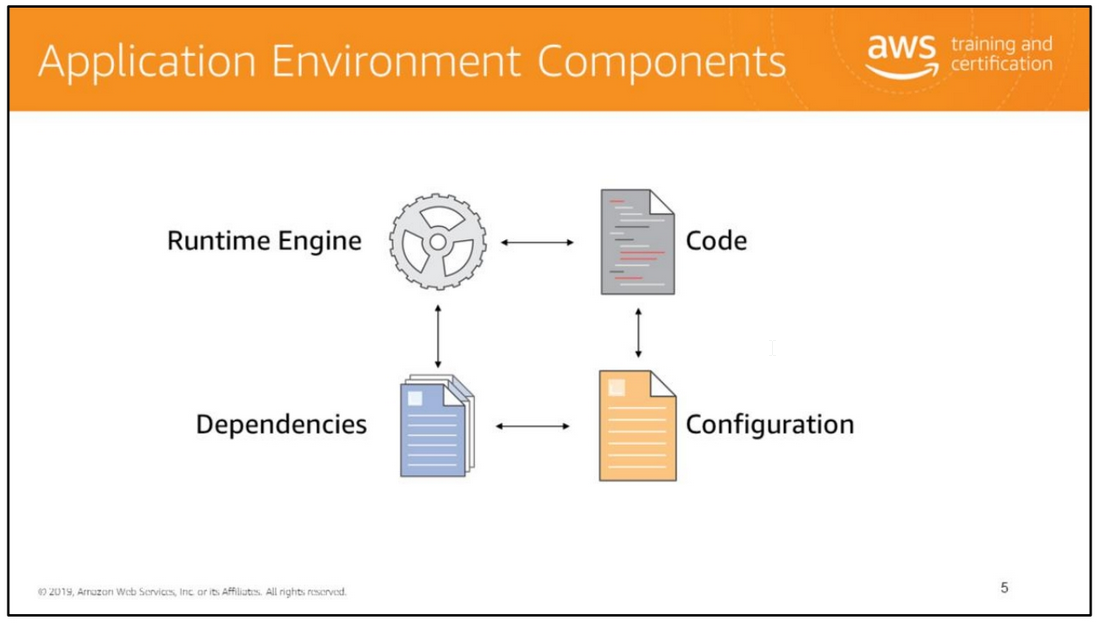 Application Environment Components
aws training and
certification
Runtime Engine
Code
Dependencies
Configuration
© 2019, Amazon Web Services, Inc. or its Affiliates. All rights reserved.
5